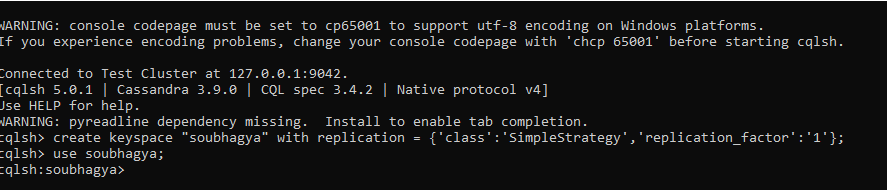 WARNING: console codepage must be set to cp65001 to support utf-8 encoding on Windows platforms.
If you experience encoding problems, change your console codepage with 'chcp 65001' before starting cqlsh.
Connected to Test Cluster at 127.0.0.1:9042.
[cqlsh 5.0.1 | Cassandra 3.9.0 | CQL spec 3.4.2 | Native protocol v4]
Use HELP for help.
WARNING: pyreadline dependency missing.  Install to enable tab completion.
cqlsh> create keyspace "soubhagya" with replication = {'class':'SimpleStrategy','replication_factor':'1'};
cqlsh> use soubhagya;
cqlsh:soubhagya>